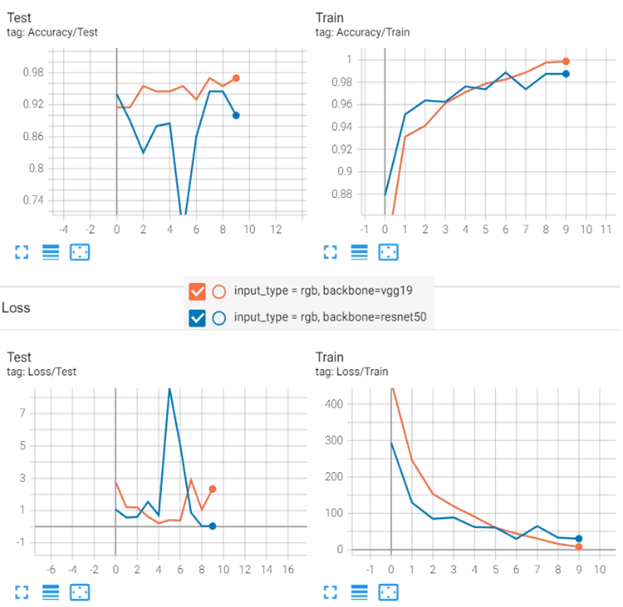 Test
tag: Accuracy/Test
0.98
0.92
0.86
0.8
0.74
-4 -2 0 2 4 6 8 10 12
Train
tag: Accuracy/Train
1
0.98
0.96
0.94
0.92
0.9
0.88
-1 0 1 2 3 4 5 6 7 8 9 10 11
input_type = rgb, backbone=vgg19
input_type = rgb, backbone=resnet50
Loss
Test
tag: Loss/Test
7
5
3
1
-1
-6 -4 -2 0 2 4 6 8 10 12 14 16
Train
tag: Loss/Train
400
300
200
100
0
-1 0 1 2 3 4 5 6 7 8 9 10